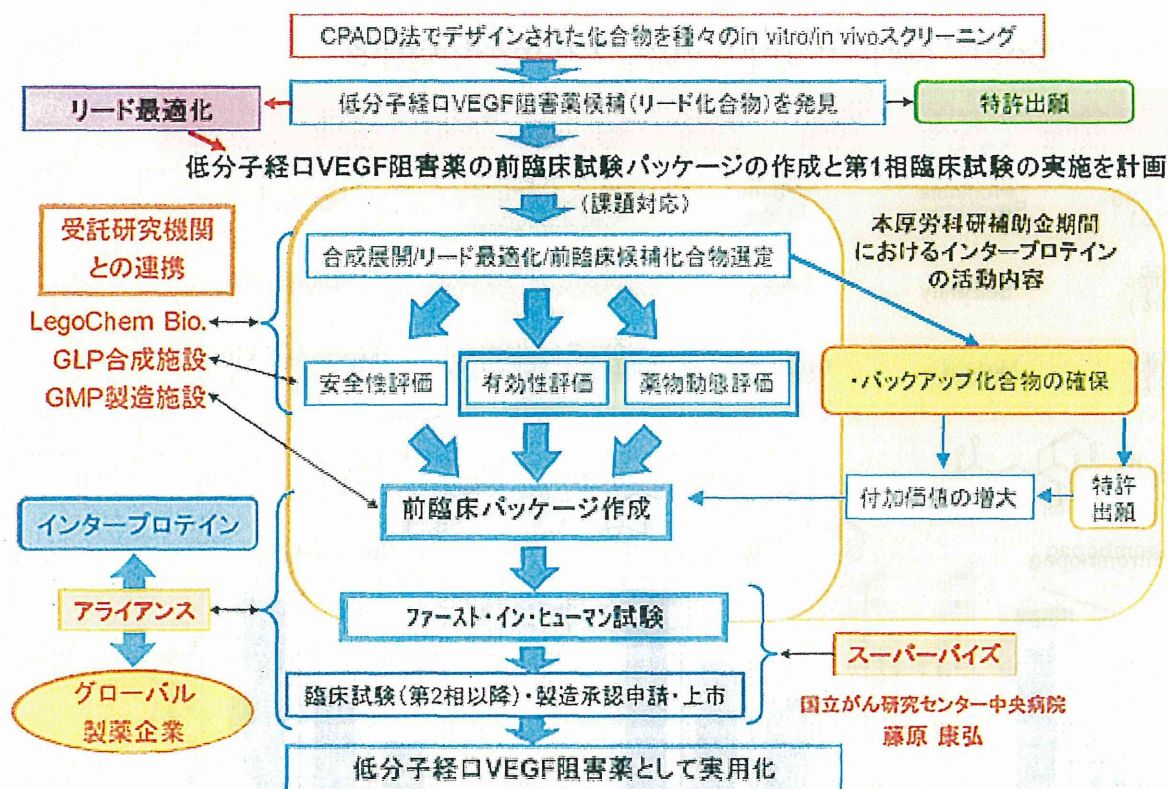 CPADD法でデザインされた化合物を種々のin vitro/in vivoスクリーニング
リード最適化
低分子経口VEGF阻害薬候補(リード化合物)を発見
特許出願
低分子経口VEGF阻害薬の前臨床試験パッケージの作成と第1相臨床試験の実施を計画
(課題対応)
受託研究機関
との連携
合成展開/リード最適化/前臨床候補化合物選定
本厚労科研補助金期間
におけるインタープロテイン
の活動内容
LegoChem Bio.
GLP合成施設
GMP製造施設
安全性評価
有効性評価
薬物動態評価
・バックアップ化合物の確保
前臨床パッケージ作成
付加価値の増大
特許
出願
インタープロテイン
アライアンス
グローバル
製薬企業
ファースト・イン・ヒューマン試験
スーパーバイズ
臨床試験(第2相以降)・製造承認申請・上市
国立がん研究センター中央病院
藤原 康弘
低分子経口VEGF阻害薬として実用化